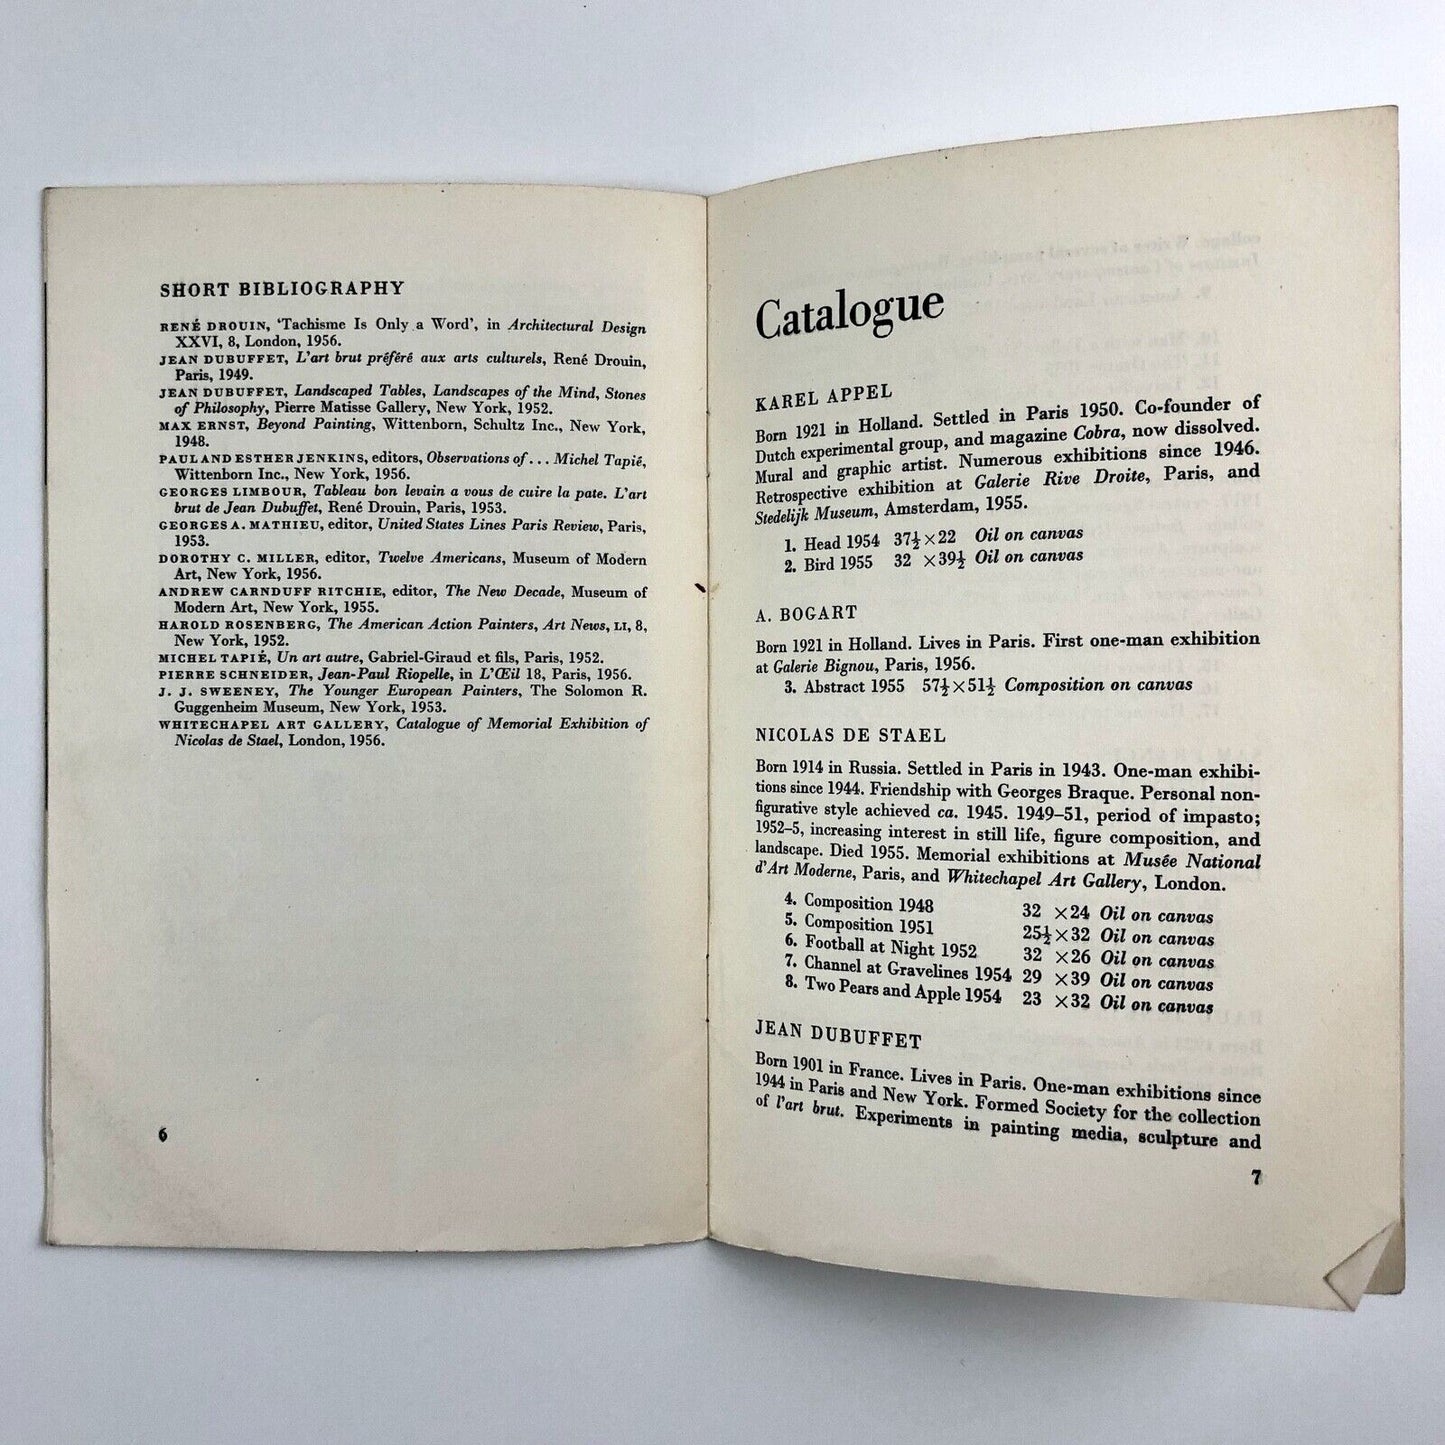 SHORT BIBLIOGRAPHY
RENÉ DROUIN, 'Tachisme Is Only a Word', in Architectural Design
XXVI, 8, London, 1956.
JEAN DUBUFFET, L'art brut préféré aux arts culturels, René Drouin,
Paris, 1949.
JEAN DUBUFFET, Landscaped Tables, Landscapes of the Mind, Stones
of Philosophy, Pierre Matisse Gallery, New York, 1952.
MAX ERNST, Beyond Painting, Wittenborn, Schultz Inc., New York,
1948.
PAUL AND ESTHER JENKINS, editors, Observations of... Michel Tapié,
Wittenborn Inc., New York, 1956.
GEORGES LIMBOUR, Tableau bon levain a vous de cuire la pate. L'art
brut de Jean Dubuffet, René Drouin, Paris, 1953.
GEORGES A. MATHIEU, editor, United States Lines Paris Review, Paris,
1953.
DOROTHY C. MILLER, editor, Twelve Americans, Museum of Modern
Art, New York, 1956.
ANDREW CARNDUFF RITCHIE, editor, The New Decade, Museum of
Modern Art, New York, 1955.
HAROLD ROSENBERG, The American Action Painters, Art News, LI, 8,
New York, 1952.
MICHEL TAPIÉ, Un art autre, Gabriel-Giraud et fils, Paris, 1952.
PIERRE SCHNEIDER, Jean-Paul Riopelle, in L'Œil 18, Paris, 1956.
J. J. SWEENEY, The Younger European Painters, The Solomon R.
Guggenheim Museum, New York, 1953.
WHITECHAPEL ART GALLERY, Catalogue of Memorial Exhibition of
Nicolas de Stael, London, 1956.
6
Catalogue
KAREL APPEL
Born 1921 in Holland. Settled in Paris 1950. Co-founder of
Dutch experimental group, and magazine Cobra, now dissolved.
Mural and graphic artist. Numerous exhibitions since 1946.
Retrospective exhibition at Galerie Rive Droite, Paris, and
Stedelijk Museum, Amsterdam, 1955.
1. Head 1954 37½×22 Oil on canvas
2. Bird 1955 32 ×39½ Oil on canvas
A. BOGART
Born 1921 in Holland. Lives in Paris. First one-man exhibition
at Galerie Bignou, Paris, 1956.
3. Abstract 1955 57½×51½ Composition on canvas
NICOLAS DE STAEL
Born 1914 in Russia. Settled in Paris in 1943. One-man exhibi-
tions since 1944. Friendship with Georges Braque. Personal non-
figurative style achieved ca. 1945. 1949–51, period of impasto;
1952–5, increasing interest in still life, figure composition, and
landscape. Died 1955. Memorial exhibitions at Musée National
d'Art Moderne, Paris, and Whitechapel Art Gallery, London.
4. Composition 1948 32 ×24 Oil on canvas
5. Composition 1951 25½×32 Oil on canvas
6. Football at Night 1952 32 ×26 Oil on canvas
7. Channel at Gravelines 1954 29 ×39 Oil on canvas
8. Two Pears and Apple 1954 23 ×32 Oil on canvas
JEAN DUBUFFET
Born 1901 in France. Lives in Paris. One-man exhibitions since
1944 in Paris and New York. Formed Society for the collection
of l'art brut. Experiments in painting media, sculpture and
7